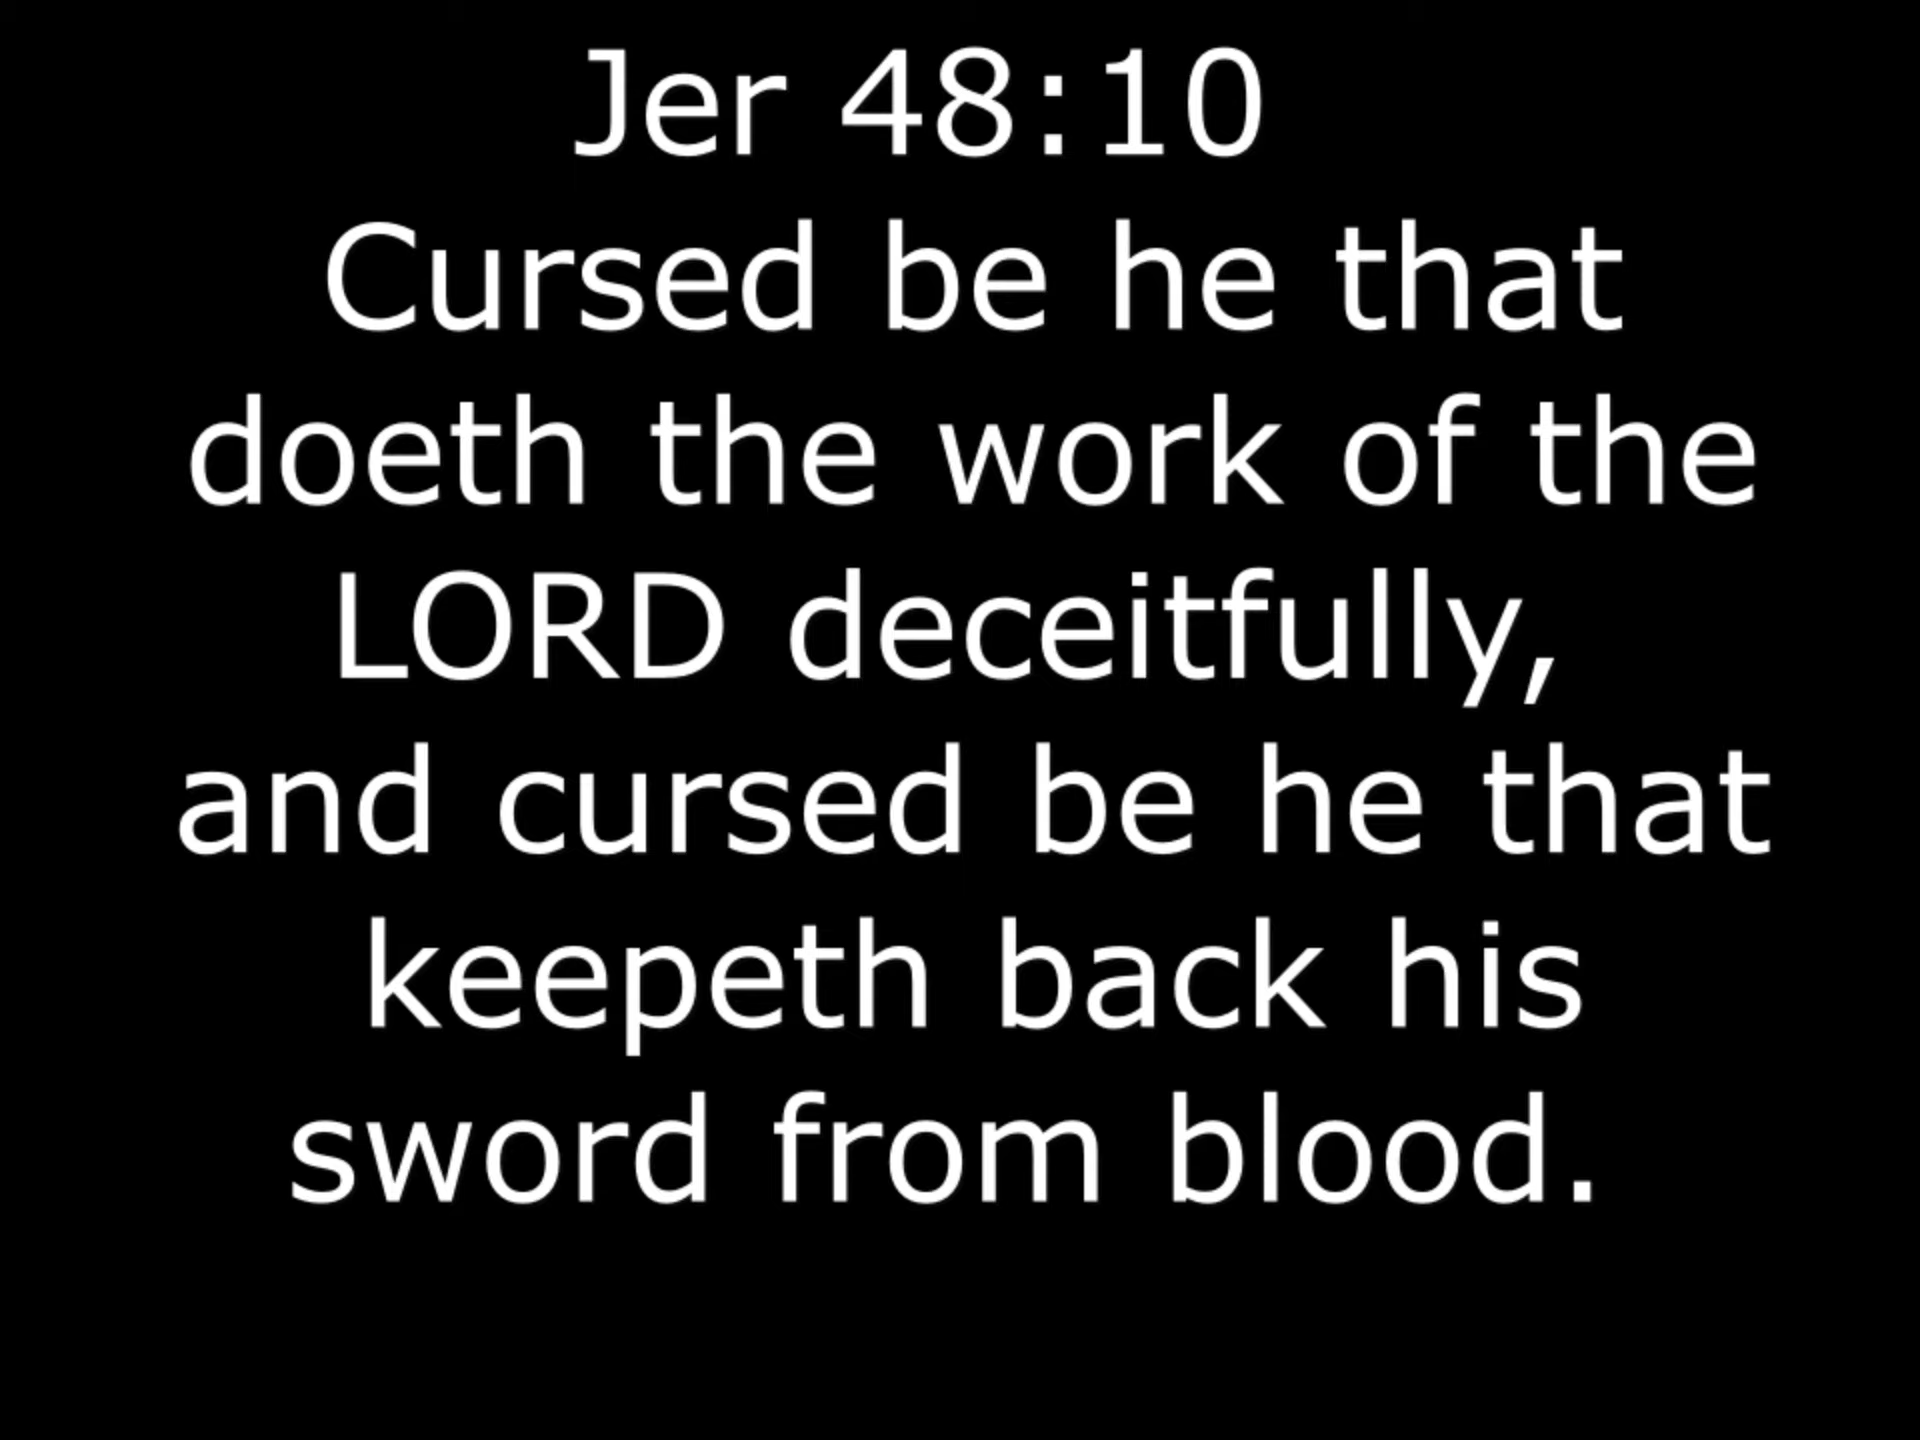 Jer 48:10
Cursed be he that
doeth the work of the
LORD deceitfully,
and cursed be he that
keepeth back his
sword from blood.